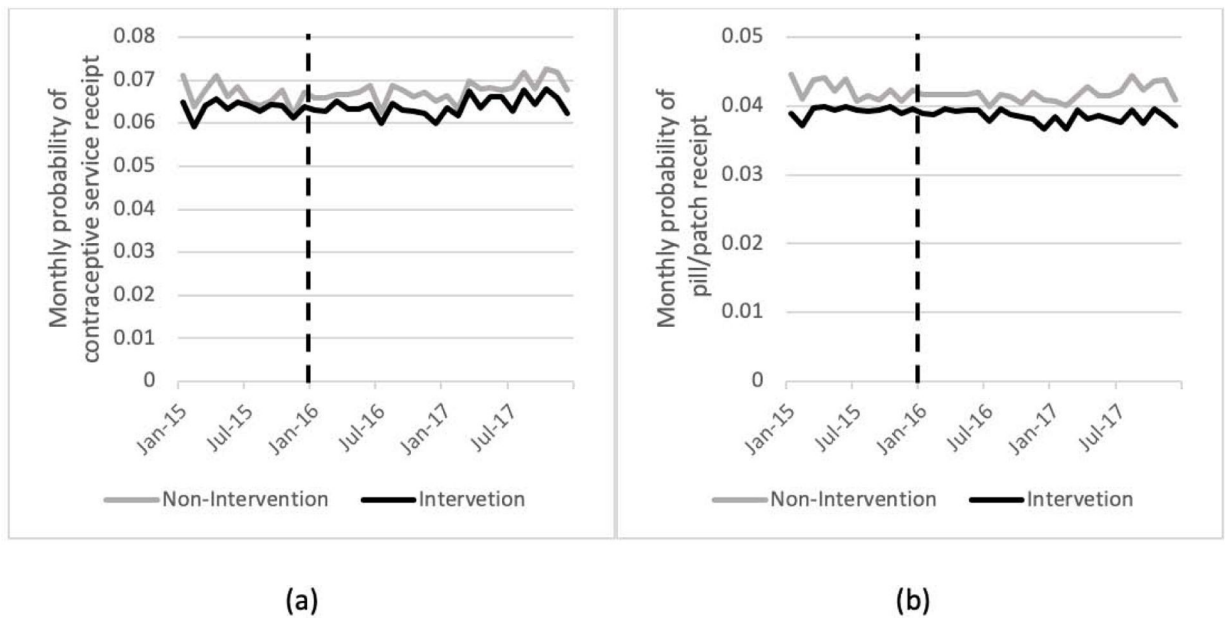 Monthly probability of
contraceptive service receipt
0.08
0.07
0.06
0.05
0.04
0.03
0.02
0.01
0
Jan-15
Jul-15
Jan-16
Jul-16
Jan-17
Jul-17
Non-Intervention
Intervetion
(a)
Monthly probability of
pill/patch receipt
0.05
0.04
0.03
0.02
0.01
0
Jan-15
Jul-15
Jan-16
Jul-16
Jan-17
Jul-17
Non-Intervention
Intervetion
(b)